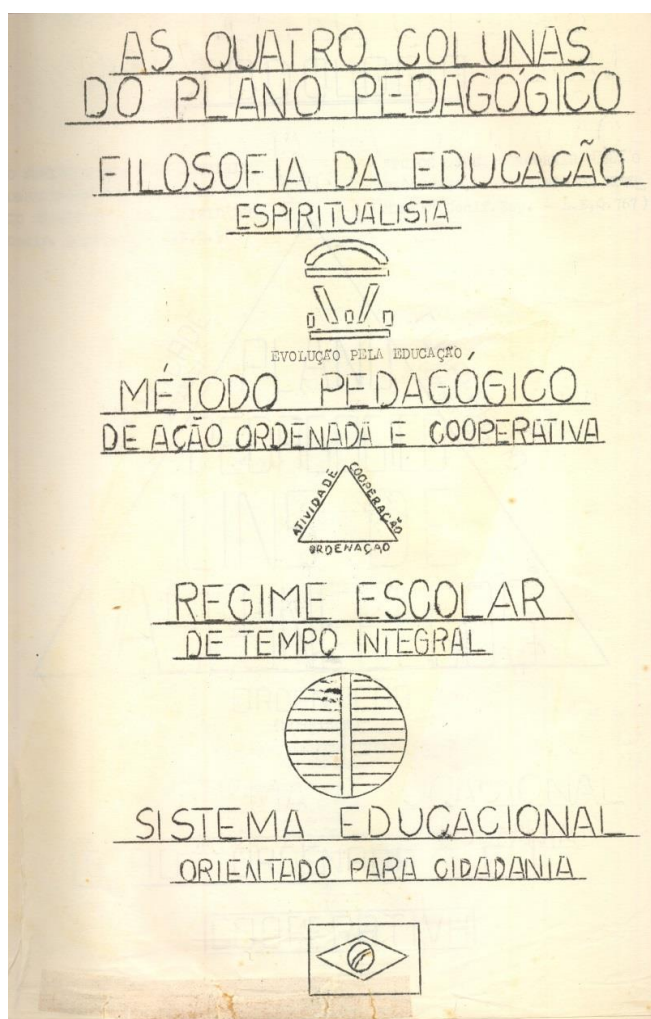 AS QUATRO COLUNAS
DO PLANO PEDAGÓGICO
FILOSOFIA DA EDUCAÇÃO
ESPIRITUALISTA
EVOLUÇÃO PELA EDUCAÇÃO
MÉTODO PEDAGÓGICO
DE AÇÃO ORDENADA E COOPERATIVA
ATIVIDADE
COOPERAÇÃO
ORDENAÇÃO
REGIME ESCOLAR
DE TEMPO INTEGRAL
SISTEMA EDUCACIONAL
ORIENTADO PARA CIDADANIA